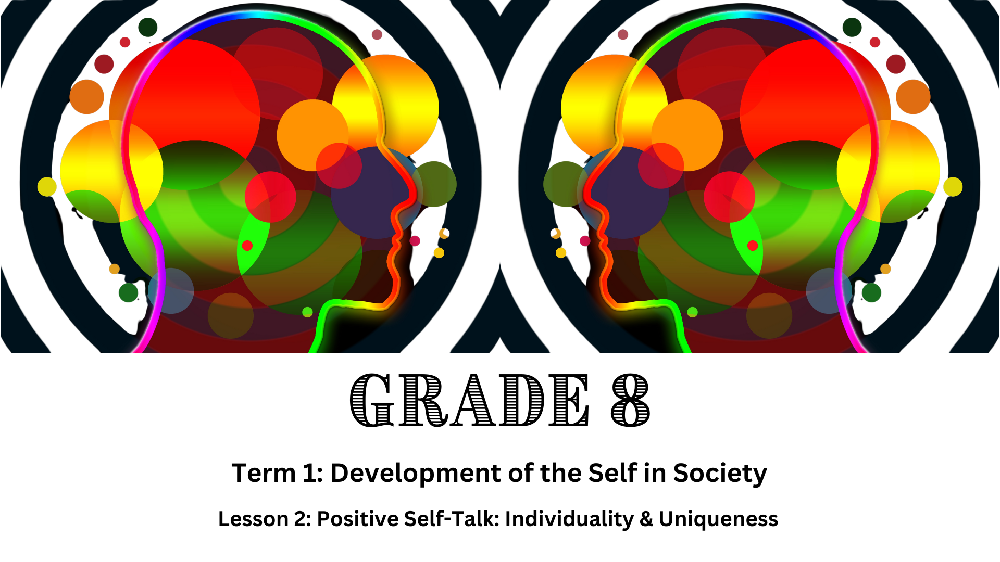 GRADE 8
Term 1: Development of the Self in Society
Lesson 2: Positive Self-Talk: Individuality & Uniqueness